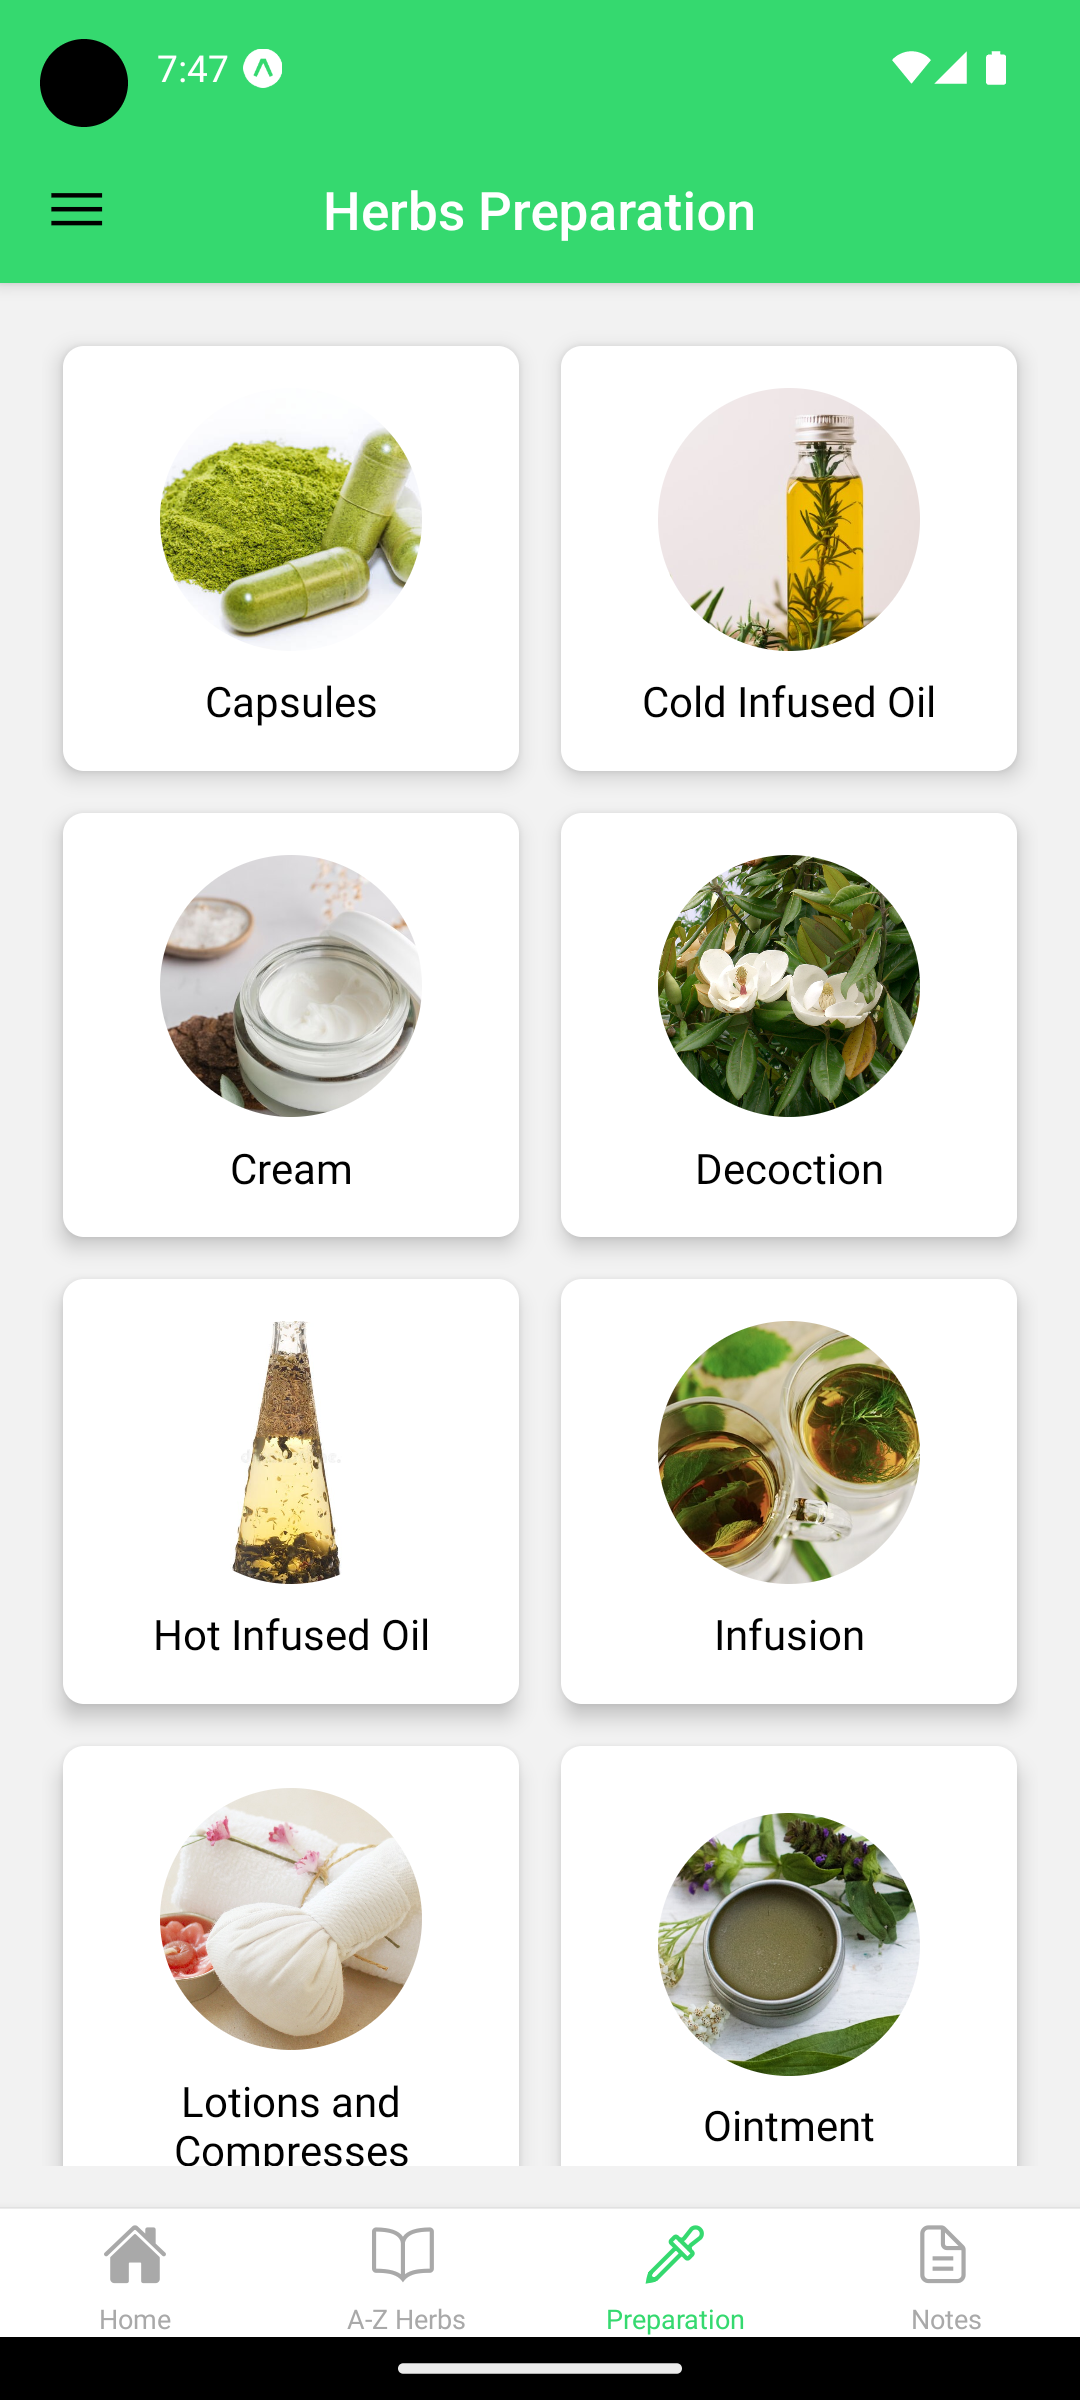 7:47
Herbs Preparation
Capsules
Cold Infused Oil
Cream
Decoction
Hot Infused Oil
Infusion
Lotions and
Compresses
Ointment
Home
A-Z Herbs
Preparation
Notes